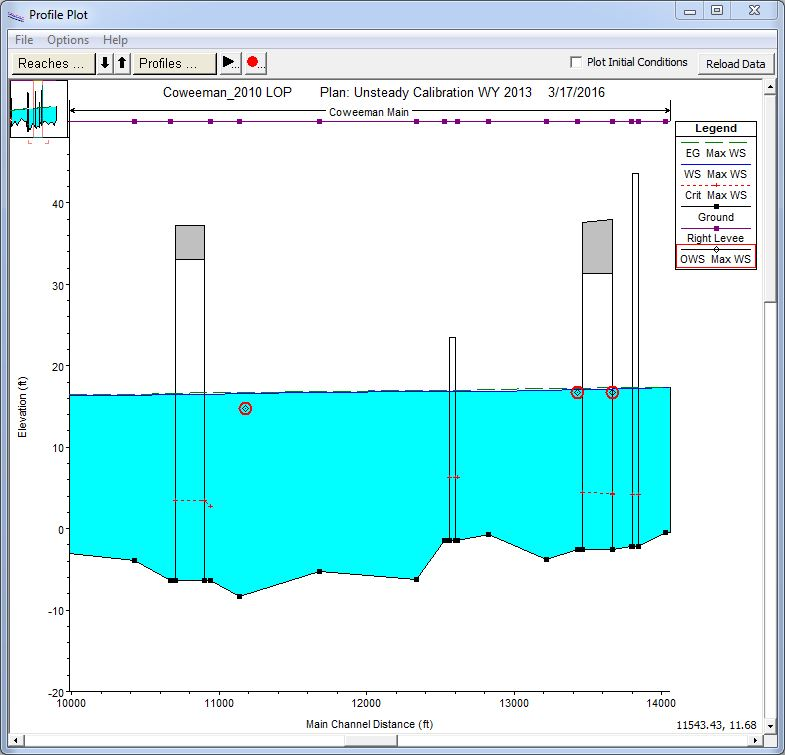 Profile Plot
File Options Help
Reaches ... Profiles ... ... ... Plot Initial Conditions Reload Data
Coweeman_2010 LOP Plan: Unsteady Calibration WY 2013 3/17/2016
Coweeman Main
Legend
EG Max WS
WS Max WS
Crit Max WS
Ground
Right Levee
OWS Max WS
40
30
20
10
0
-10
-20
Elevation (ft)
10000 11000 12000 13000 14000
Main Channel Distance (ft)
11543.43, 11.68